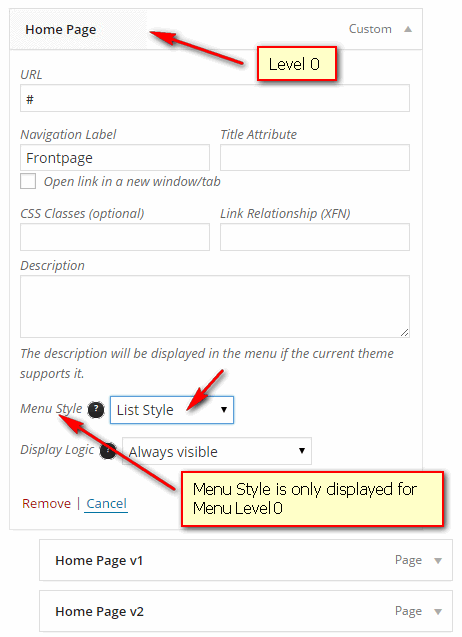 Home Page Custom
Level 0
URL
#
Navigation Label Title Attribute
Frontpage
Open link in a new window/tab
CSS Classes (optional) Link Relationship (XFN)
Description
The description will be displayed in the menu if the current theme
supports it.
Menu Style ? List Style
Display Logic ? Always visible
Menu Style is only displayed for
Menu Level 0
Remove | Cancel
Home Page v1 Page
Home Page v2 Page